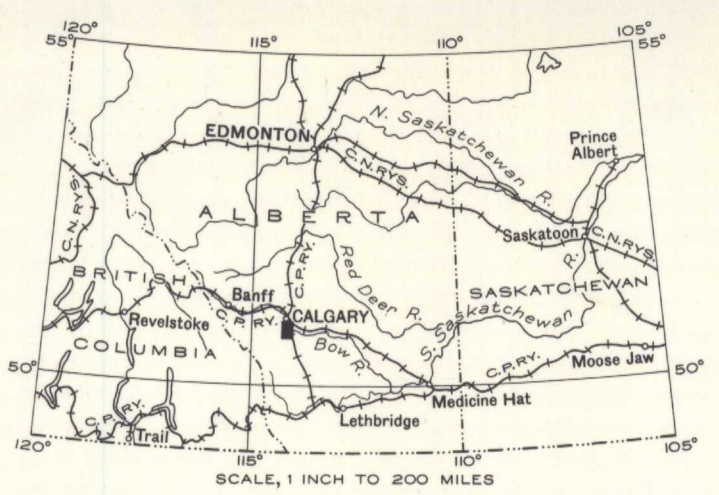 120° 115° 110° 105°
55° 55°
N. Saskatchewan R.
EDMONTON
Prince
Albert
C.N.RYS.
C.N.RYS.
ALBERTA
Saskatoon
C.N.RYS.
C.P.RY.
Red Deer R.
R.
BRITISH
Banff
SASKATCHEWAN
C.P.RY.
CALGARY
S. Saskatchewan
Revelstoke
Bow R.
COLUMBIA
C.P.RY.
Moose Jaw
50° 50°
Medicine Hat
C.P.RY.
Lethbridge
Trail
120° 115° 110° 105°
SCALE, 1 INCH TO 200 MILES